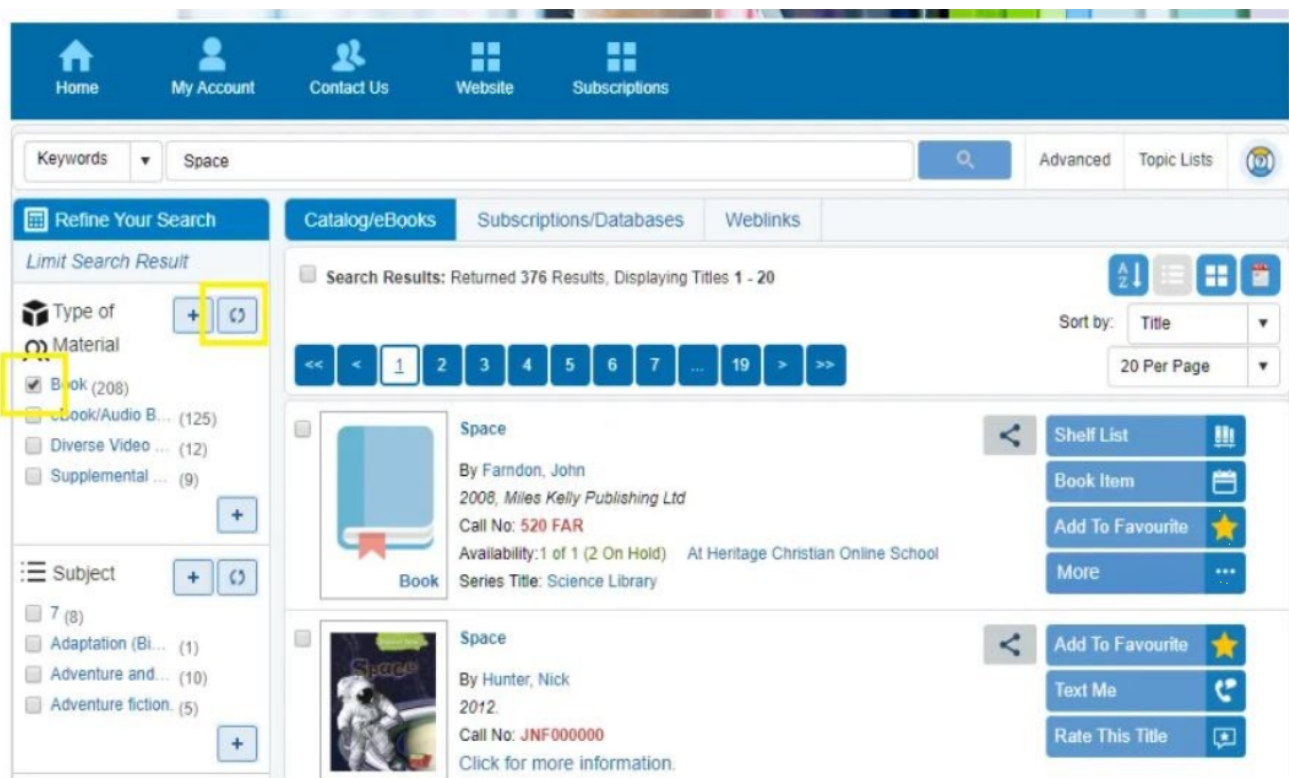 Home My Account Contact Us Website Subscriptions
Keywords Space Advanced Topic Lists
Refine Your Search
Limit Search Result
Type of
Material
Book (208)
eBook/Audio B... (125)
Diverse Video ... (12)
Supplemental ... (9)
+
Subject
7 (8)
Adaptation (Bi... (1)
Adventure and... (10)
Adventure fiction. (5)
+
Catalog/eBooks Subscriptions/Databases Weblinks
Search Results: Returned 376 Results, Displaying Titles 1 - 20
Sort by: Title
<< < 1 2 3 4 5 6 7 ... 19 > >>
20 Per Page
Space
By Farndon, John
2008, Miles Kelly Publishing Ltd
Call No: 520 FAR
Availability:1 of 1 (2 On Hold) At Heritage Christian Online School
Series Title: Science Library
Book
Shelf List
Book Item
Add To Favourite
More
Space
Space
By Hunter, Nick
2012.
Call No: JNF000000
Click for more information.
Add To Favourite
Text Me
Rate This Title